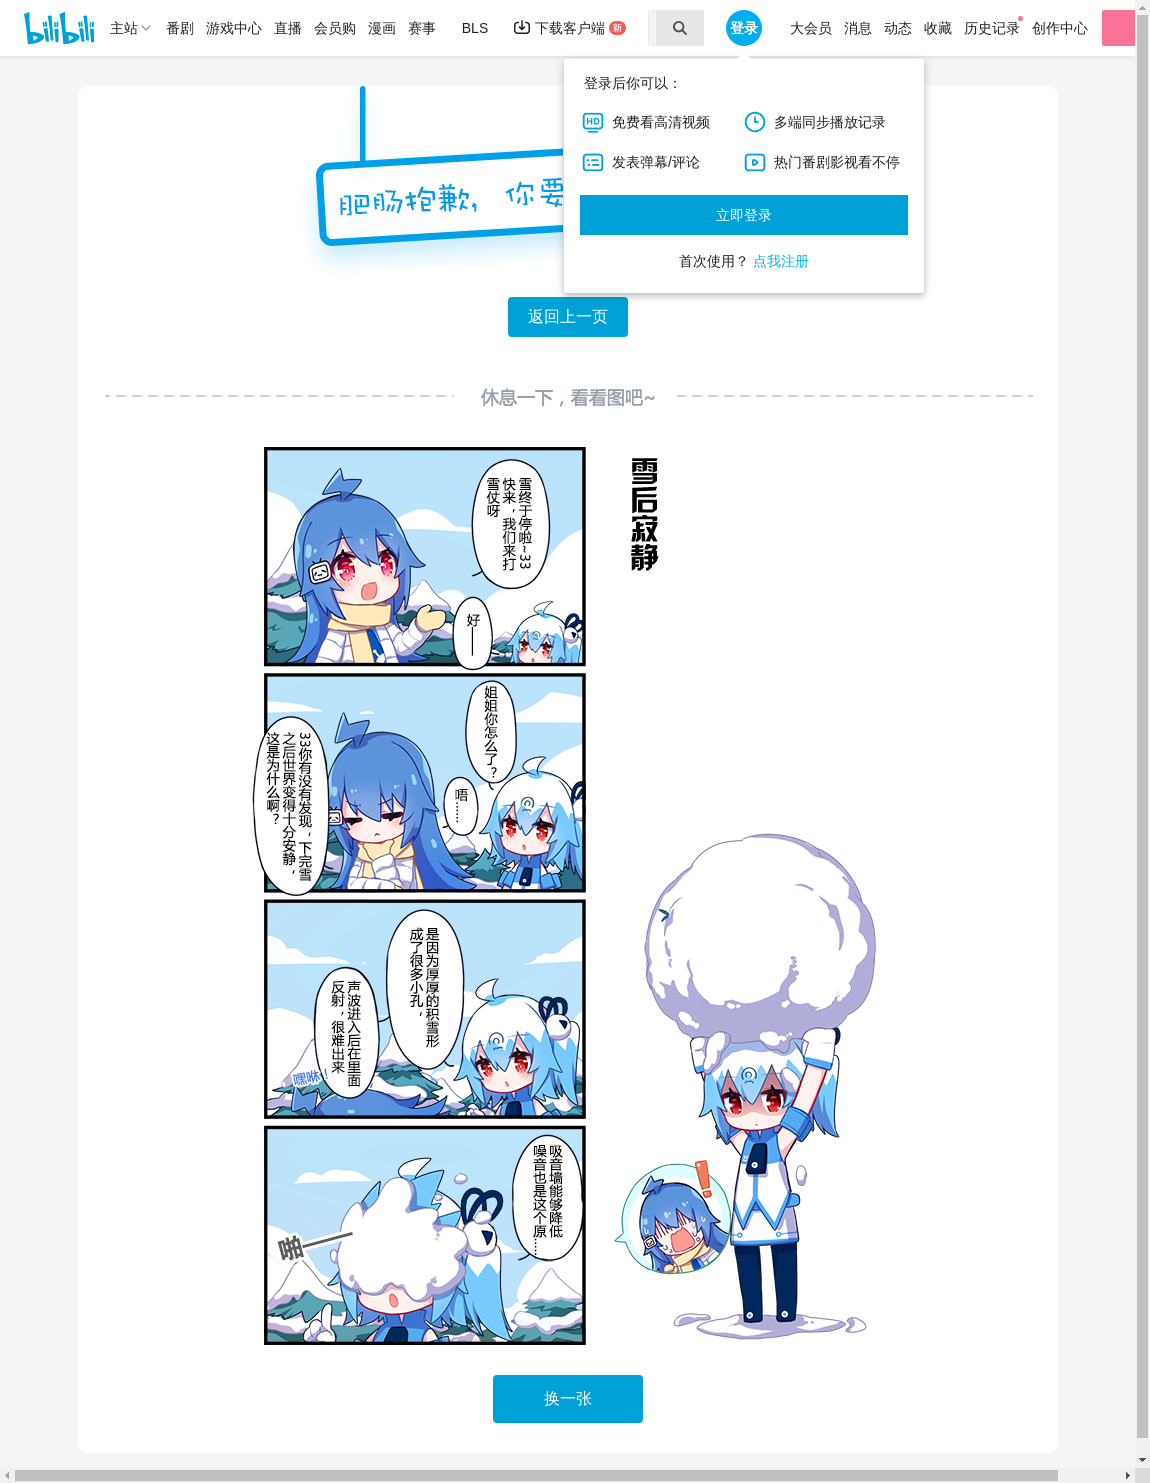 bilibili
主站 番剧 游戏中心 直播 会员购 漫画 赛事 BLS 下载客户端 新 登录 大会员 消息 动态 收藏 历史记录 创作中心
登录后你可以：
HD 免费看高清视频 多端同步播放记录
发表弹幕/评论 热门番剧影视看不停
立即登录
首次使用？ 点我注册
肥肠抱歉，你要
返回上一页
休息一下，看看图吧~
雪后寂静
雪终于停啦~33
快来，我们来打
雪仗呀
好——
姐姐你怎么了？
唔……
33你有没有发现，下完雪
之后世界变得十分安静，
这是为什么啊？
是因为厚厚的积雪形
成了很多小孔，
声波进入后在里面
反射，很难出来
嘿咻！
吸音墙能够降低
噪音也是这个原……
啪——
换一张